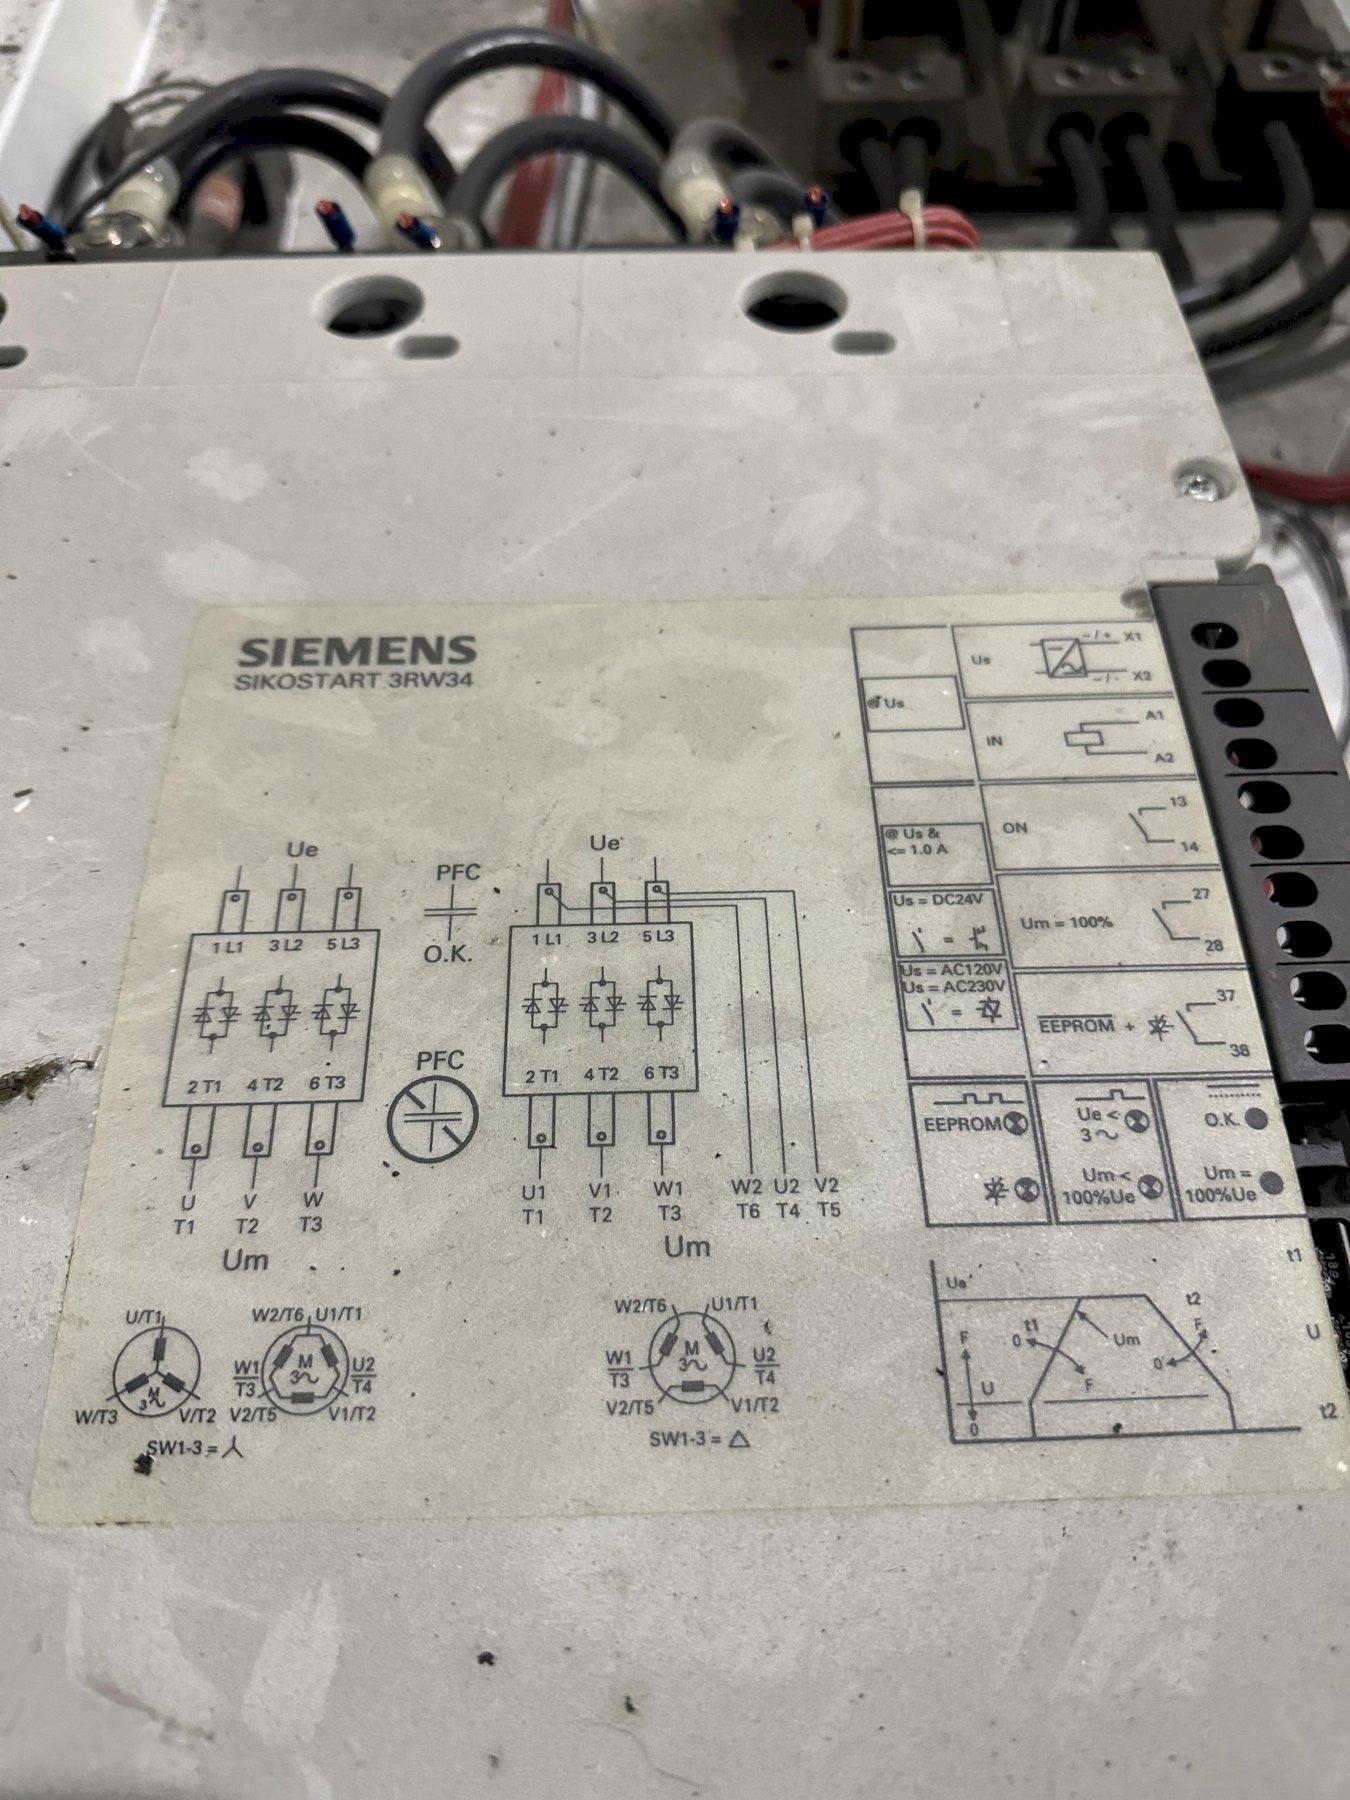 SIEMENS
SIKOSTART 3RW34
Ue
1 L1 3 L2 5 L3
2 T1 4 T2 6 T3
U V W
T1 T2 T3
Um
PFC
O.K.
PFC
Ue
1 L1 3 L2 5 L3
2 T1 4 T2 6 T3
U1 V1 W1 W2 U2 V2
T1 T2 T3 T6 T4 T5
Um
U/T1
M
3~
W/T3 V/T2
W2/T6 U1/T1
W1
T3
M
3~
U2
T4
V2/T5 V1/T2
SW1-3 =
W2/T6 U1/T1
W1
T3
M
3~
U2
T4
V2/T5 V1/T2
SW1-3 = △
Us
−/+ X1
−/- X2
@ Us
IN
A1
A2
@ Us &
<= 1.0 A
ON
13
14
Us = DC24V
=
Um = 100%
27
28
Us = AC120V
Us = AC230V
=
EEPROM +
37
38
EEPROM
Ue <
3~
O.K.
Um <
100%Ue
Um =
100%Ue
t1
U
t2
Ue
F
U
0
0 t1
F
Um
t2
F
0